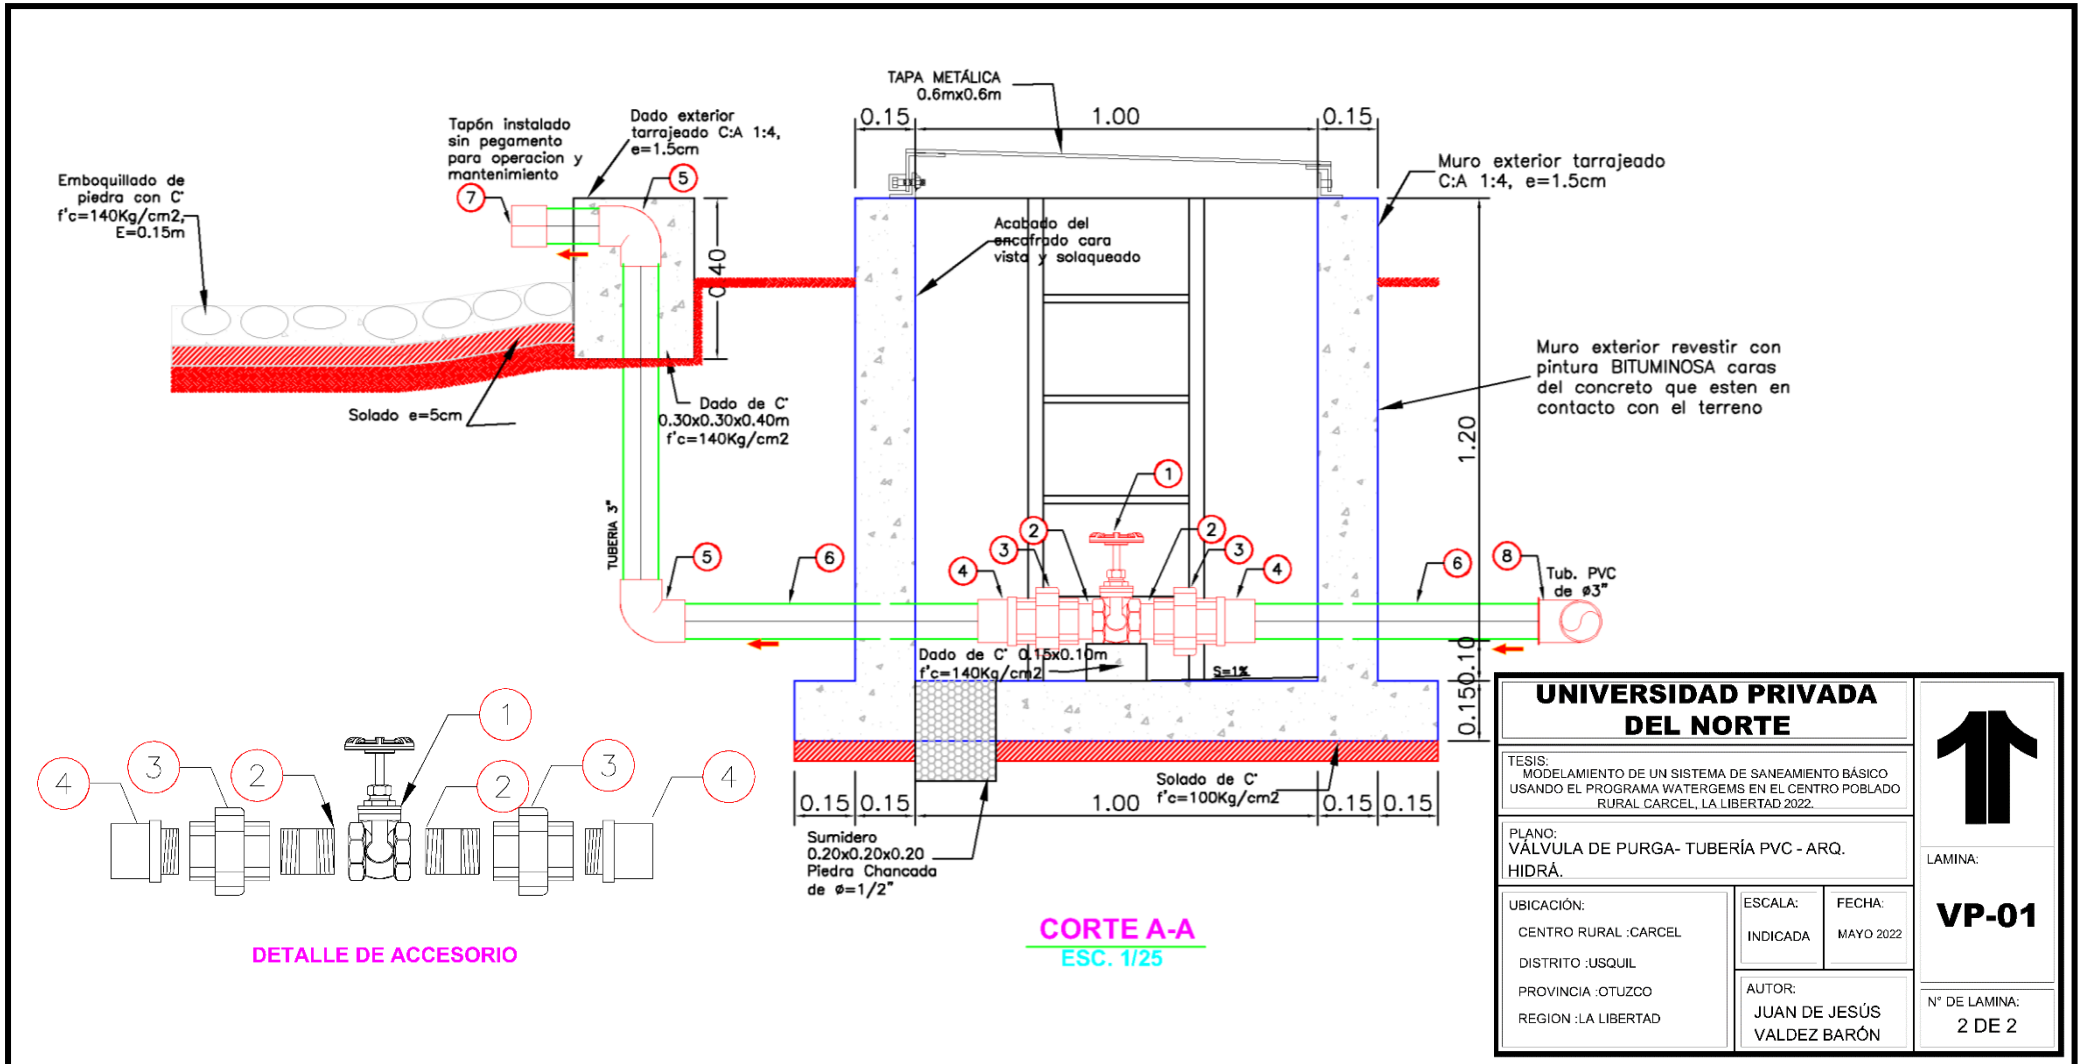 TAPA METÁLICA
0.6mx0.6m
0.15
1.00
0.15
Tapón instalado
sin pegamento
para operacion y
mantenimiento
7
Dado exterior
tarrajeado C:A 1:4,
e=1.5cm
5
Emboquillado de
piedra con C°
f'c=140Kg/cm2,
E=0.15m
Muro exterior tarrajeado
C:A 1:4, e=1.5cm
Acabado del
encofrado cara
vista y solaqueado
0.40
Muro exterior revestir con
pintura BITUMINOSA caras
del concreto que esten en
contacto con el terreno
Solado e=5cm
Dado de C°
0.30x0.30x0.40m
f'c=140Kg/cm2
1.20
TUBERIA 3"
1
2
2
3
3
4
4
5
6
6
8
Tub. PVC
de ø3"
Dado de C° 0.15x0.10m
f'c=140Kg/cm2
S=1%
0.10
0.15
Solado de C°
f'c=100Kg/cm2
0.15
0.15
1.00
0.15
0.15
Sumidero
0.20x0.20x0.20
Piedra Chancada
de ø=1/2"
1
2
2
3
3
4
4
DETALLE DE ACCESORIO
CORTE A-A
ESC. 1/25
UNIVERSIDAD PRIVADA
DEL NORTE
TESIS:
MODELAMIENTO DE UN SISTEMA DE SANEAMIENTO BÁSICO
USANDO EL PROGRAMA WATERGEMS EN EL CENTRO POBLADO
RURAL CARCEL, LA LIBERTAD 2022.
PLANO:
VÁLVULA DE PURGA- TUBERÍA PVC - ARQ.
HIDRÁ.
UBICACIÓN:
CENTRO RURAL :CARCEL
DISTRITO :USQUIL
PROVINCIA :OTUZCO
REGION :LA LIBERTAD
ESCALA:
INDICADA
FECHA:
MAYO 2022
AUTOR:
JUAN DE JESÚS
VALDEZ BARÓN
LAMINA:
VP-01
N° DE LAMINA:
2 DE 2